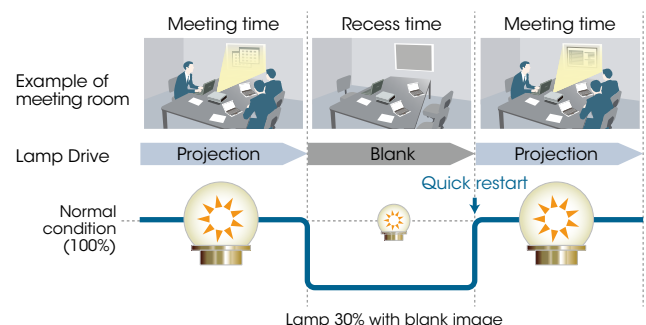 Meeting time
Recess time
Meeting time
Example of
meeting room
Lamp Drive
Projection
Blank
Projection
Quick restart
Normal
condition
(100%)
Lamp 30% with blank image